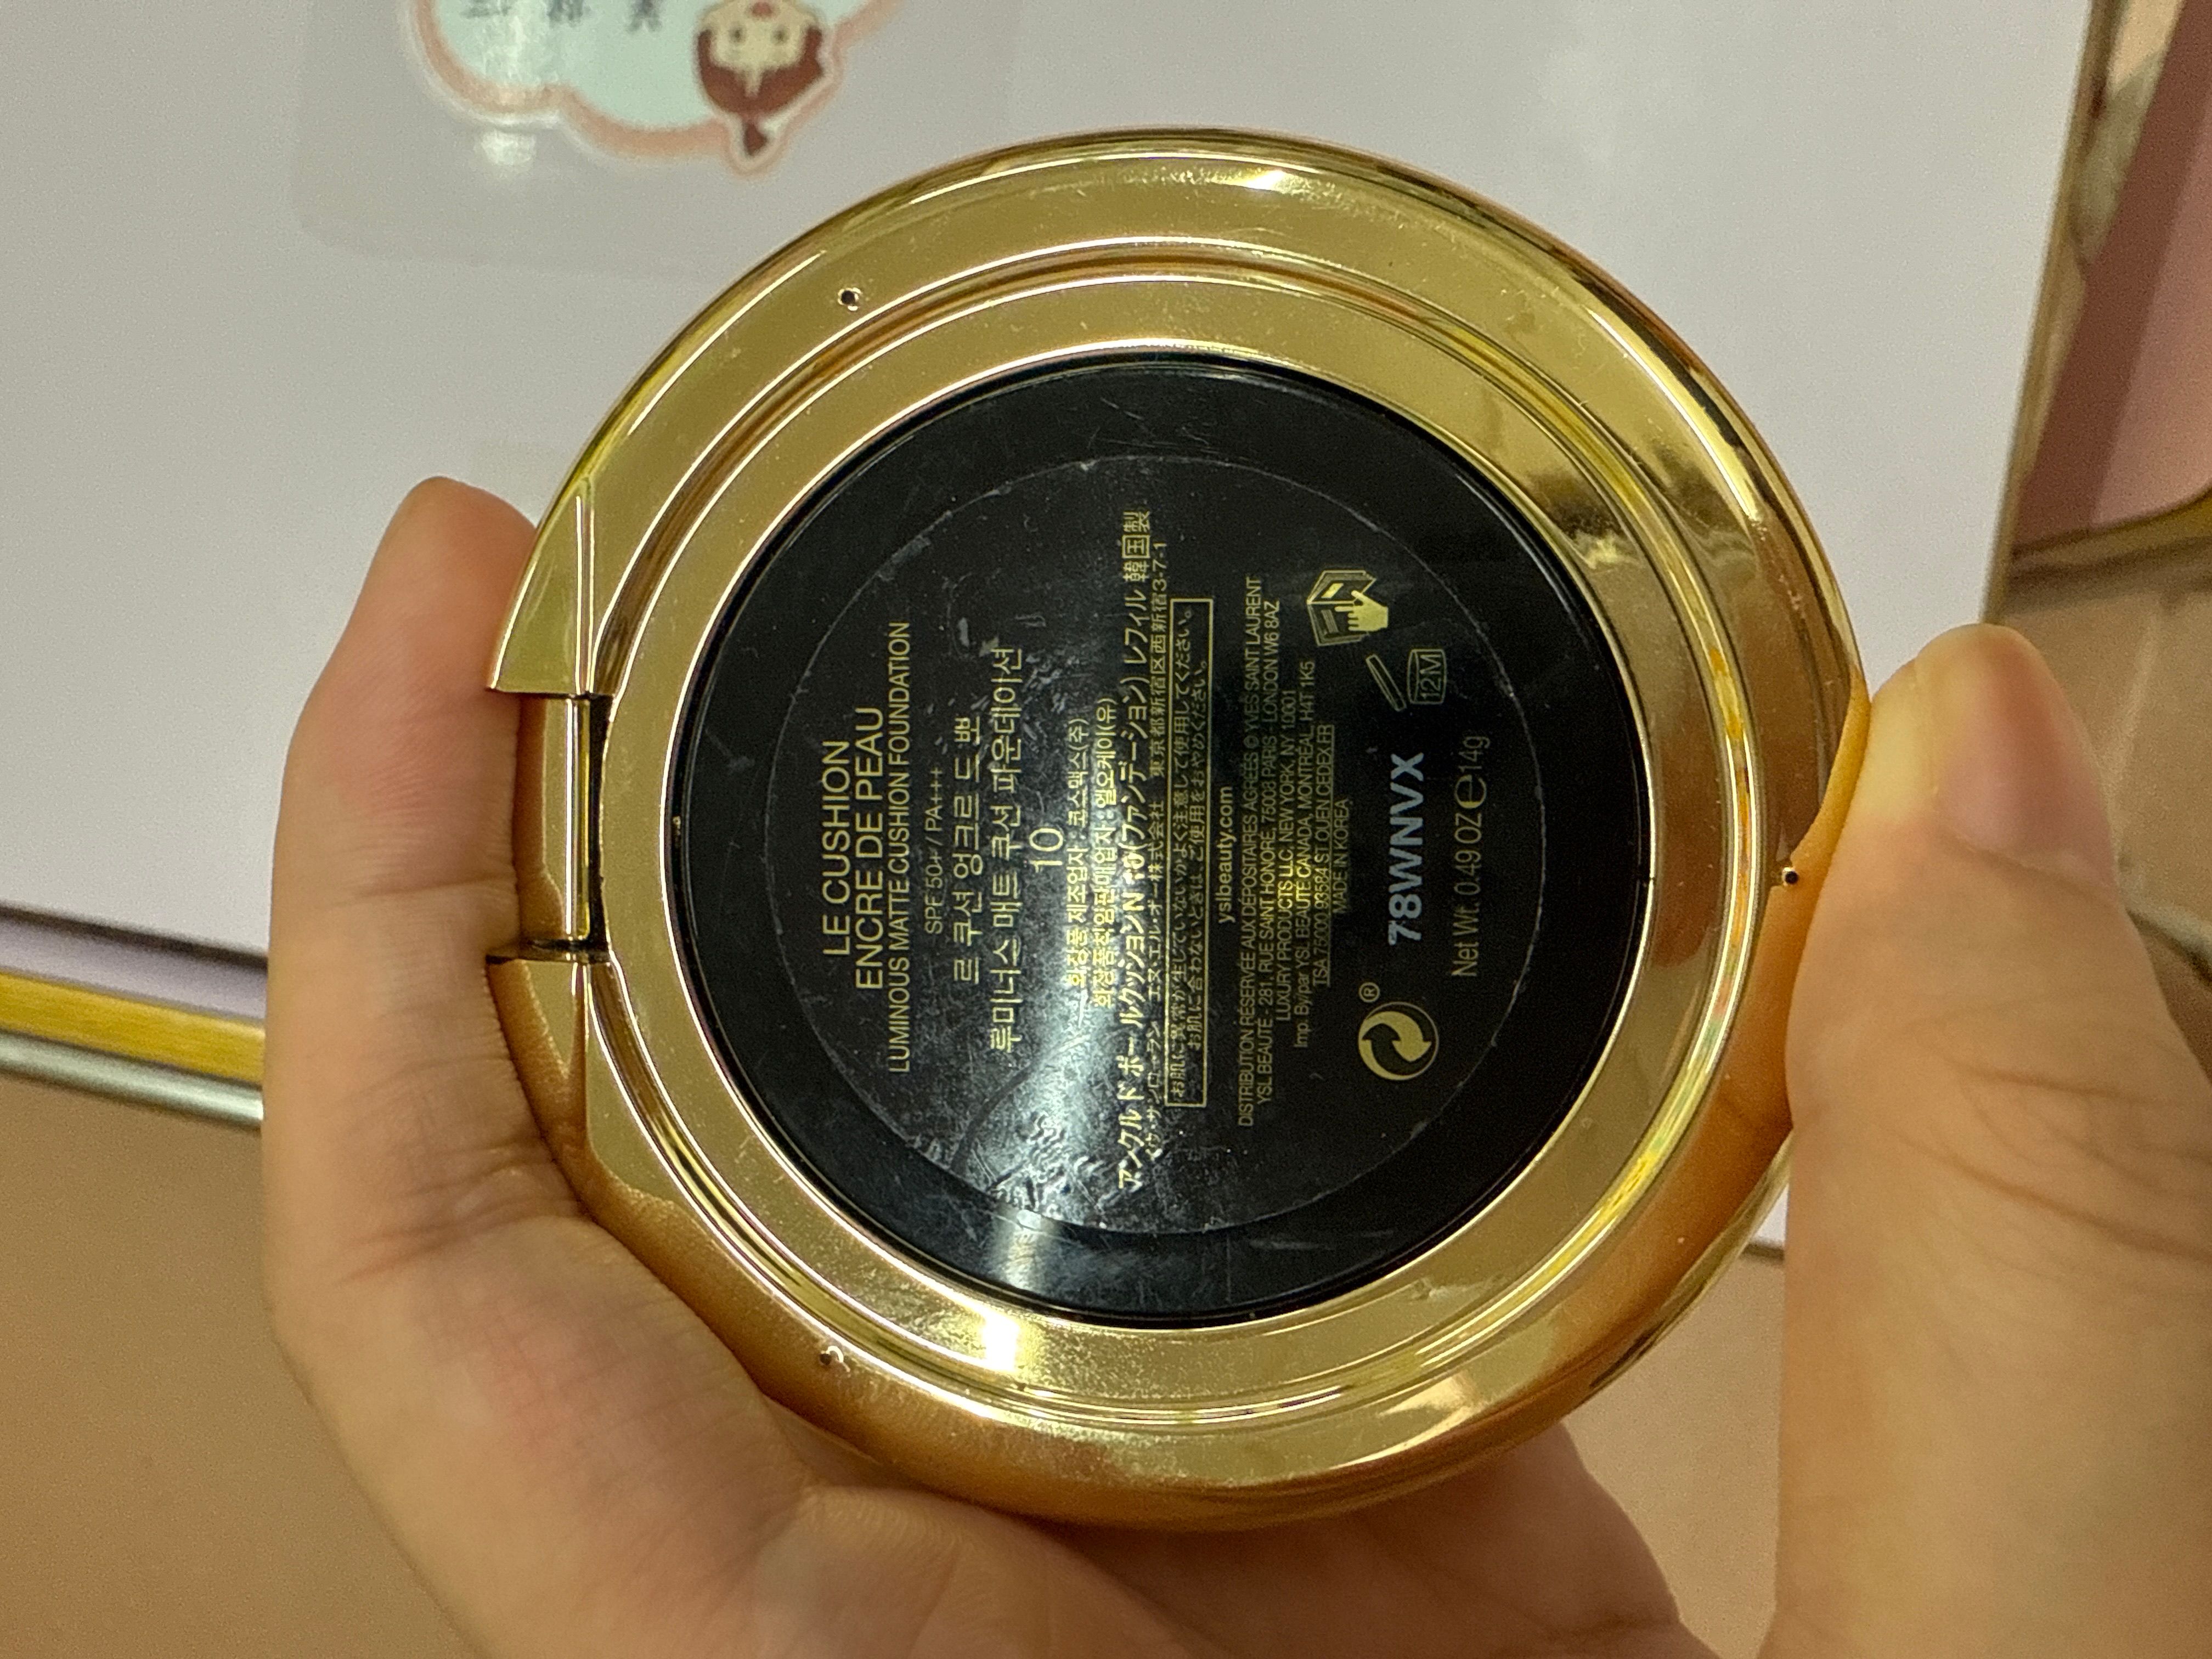 LE CUSHION
ENCRE DE PEAU
LUMINOUS MATTE CUSHION FOUNDATION
SPF 50+/PA+++
르 쿠션 엉크르 드 뽀
루미너스 매트 쿠션 파운데이션
10
화장품 제조업자: 코스맥스(주)
화장품책임판매업자: 엘오케이(유)
アンクル ド ポールクッションN 10(ファンデーション) レフィル 韓国製
イヴ・サンローラン エヌ・エル・オー株式会社 東京都新宿区西新宿3-7-1
お肌に異常が生じていないかよく注意して使用してください。
お肌に合わないときは、ご使用をおやめください。
yslbeauty.com
DISTRIBUTION RESERVÉE AUX DÉPOSITAIRES AGRÉÉS © YVES SAINT LAURENT
YSL BEAUTÉ - 281, RUE SAINT HONORÉ, 75008 PARIS - LONDON W6 8AZ
LUXURY PRODUCTS LLC, NEW YORK, NY 10001
Imp. By/par YSL BEAUTÉ CANADA, MONTREAL, H4T 1K5
TSA 75000 93584 ST OUEN CEDEX FR
MADE IN KOREA
12M
78WNVX
®
Net Wt. 0.49 OZ e 14g